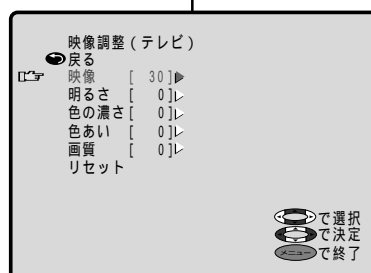 映像調整(テレビ)
戻る
映像 [ 30]
明るさ[ 0]
色の濃さ[ 0]
色あい[ 0]
画質 [ 0]
リセット
で選択
で決定
メニュー で終了